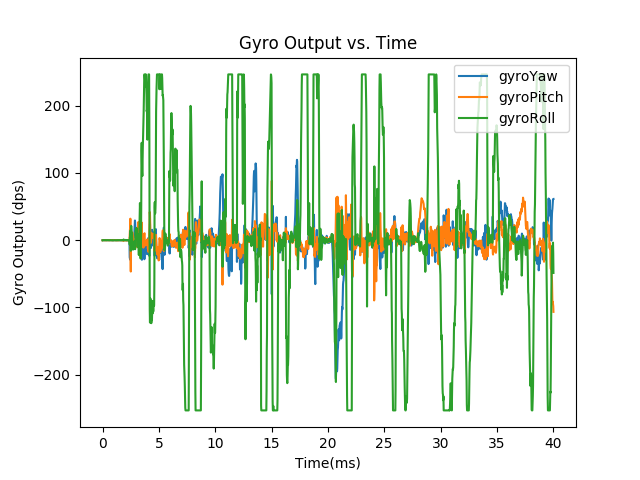 Gyro Output vs. Time
gyroYaw
gyroPitch
gyroRoll
200
100
0
−100
−200
Gyro Output (dps)
0 5 10 15 20 25 30 35 40
Time(ms)